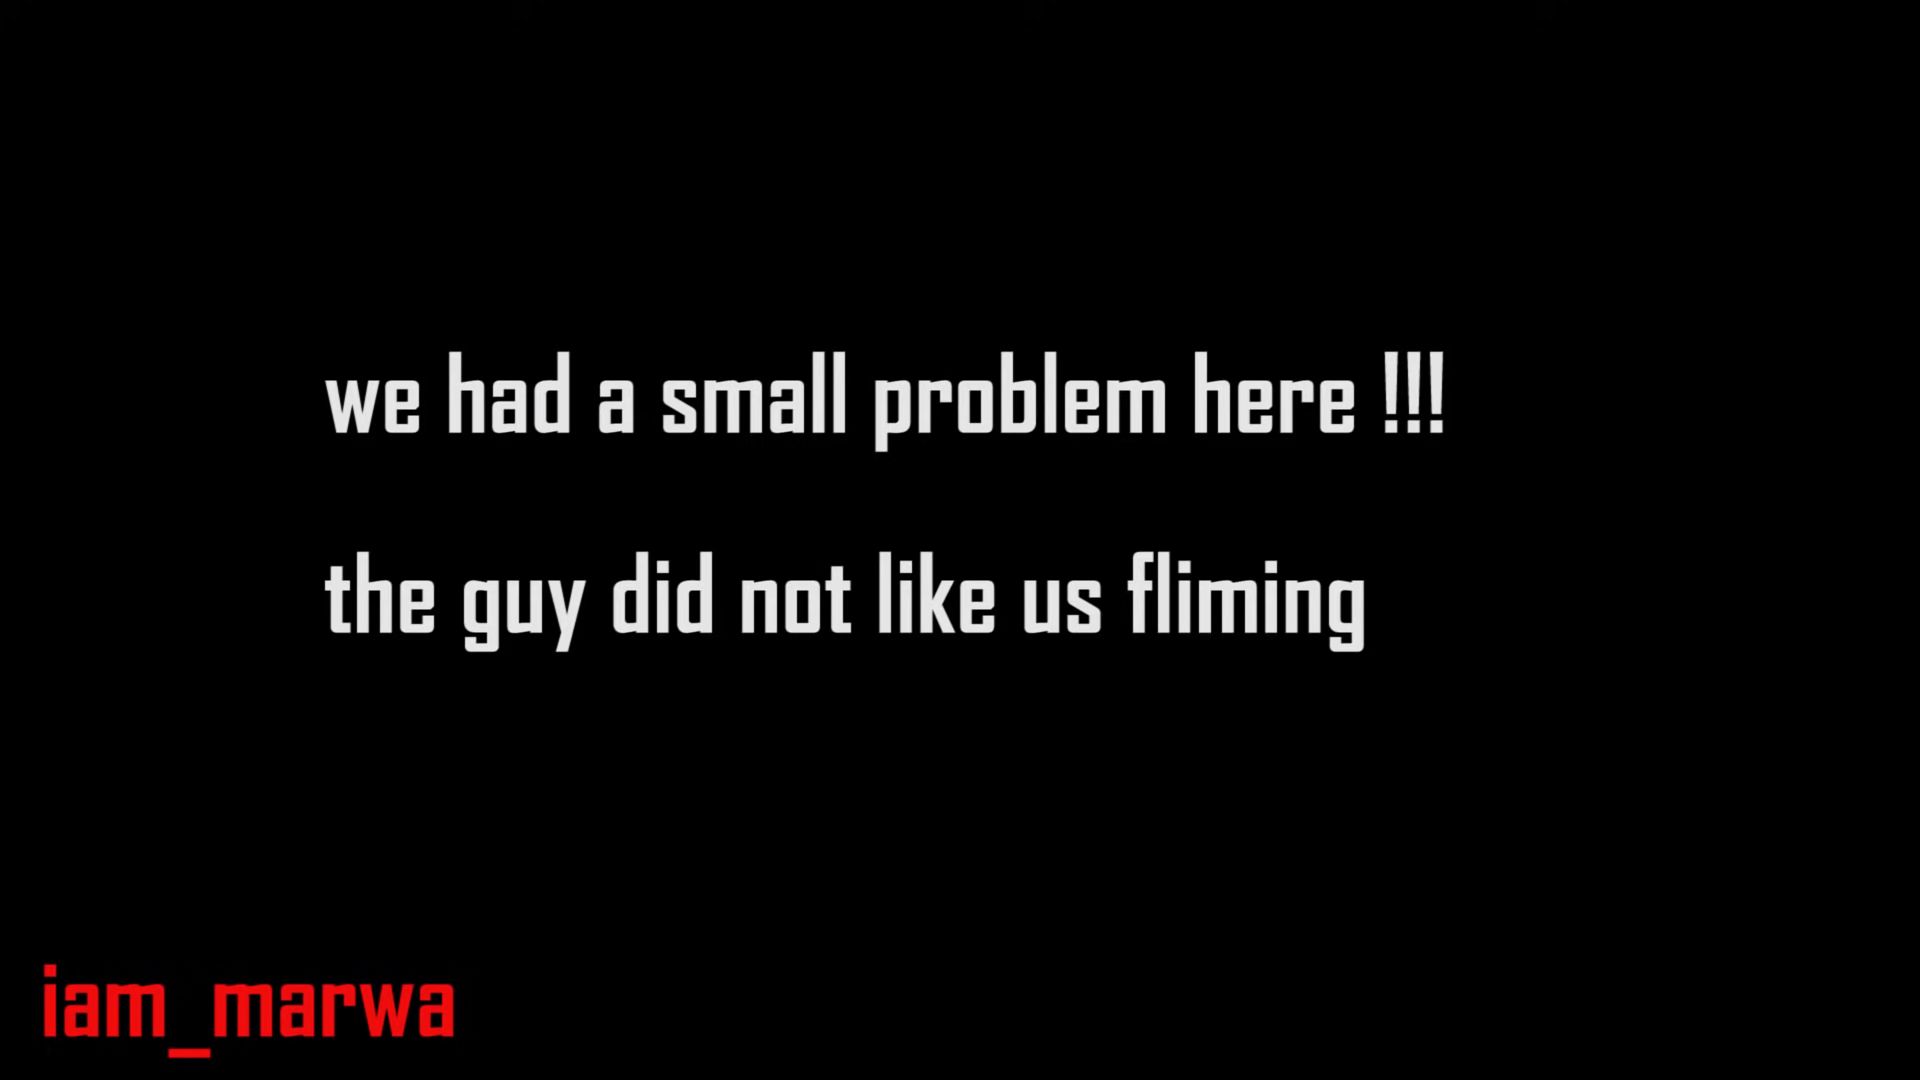 we had a small problem here !!!
the guy did not like us fliming
iam_marwa